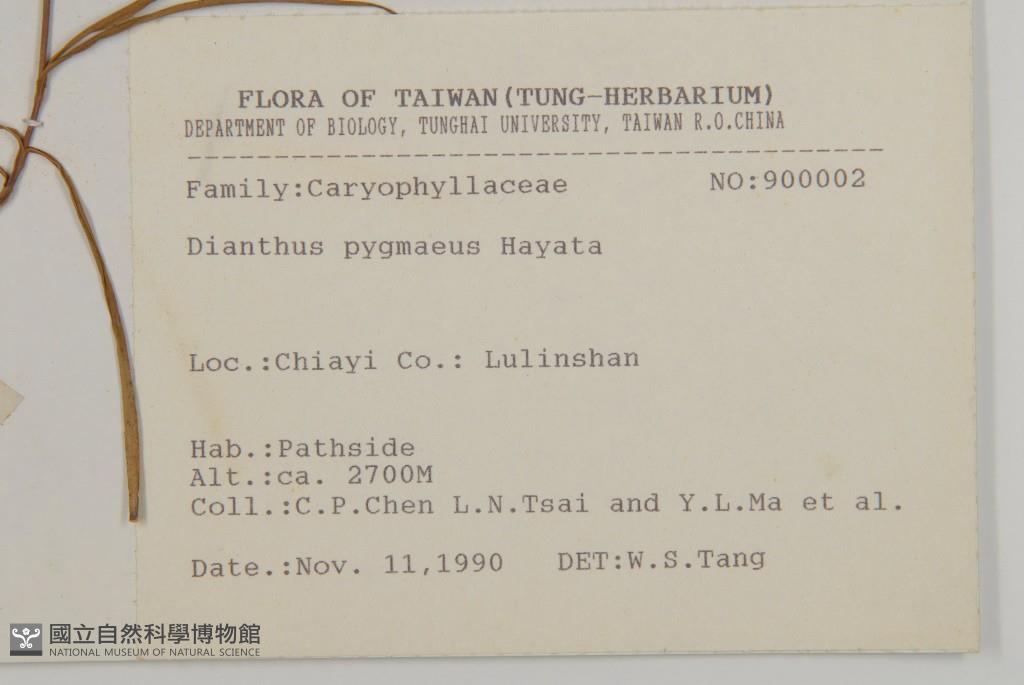 FLORA OF TAIWAN(TUNG-HERBARIUM)
DEPARTMENT OF BIOLOGY, TUNGHAI UNIVERSITY, TAIWAN R.O.CHINA
Family:Caryophyllaceae NO:900002
Dianthus pygmaeus Hayata
Loc.:Chiayi Co.: Lulinshan
Hab.:Pathside
Alt.:ca. 2700M
Coll.:C.P.Chen L.N.Tsai and Y.L.Ma et al.
Date.:Nov. 11,1990 DET:W.S.Tang
國立自然科學博物館
NATIONAL MUSEUM OF NATURAL SCIENCE